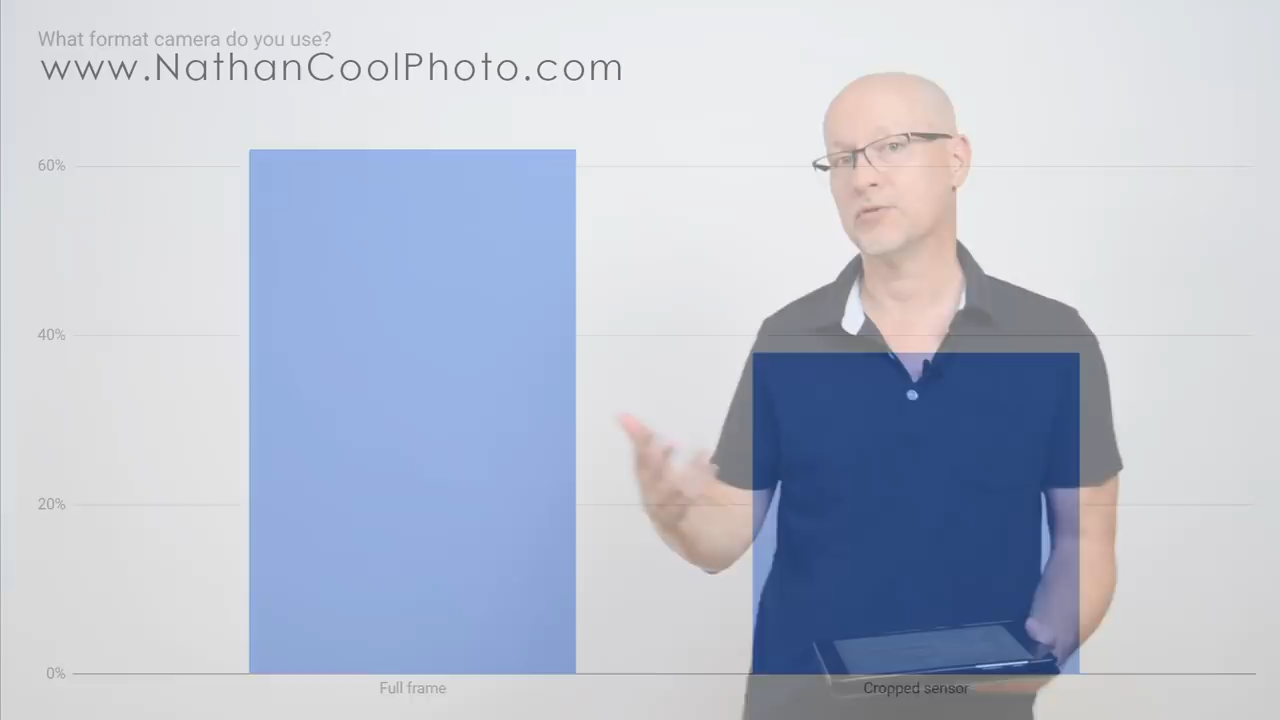 What format camera do you use?
www.NathanCoolPhoto.com
60%
40%
20%
0%
Full frame
Cropped sensor